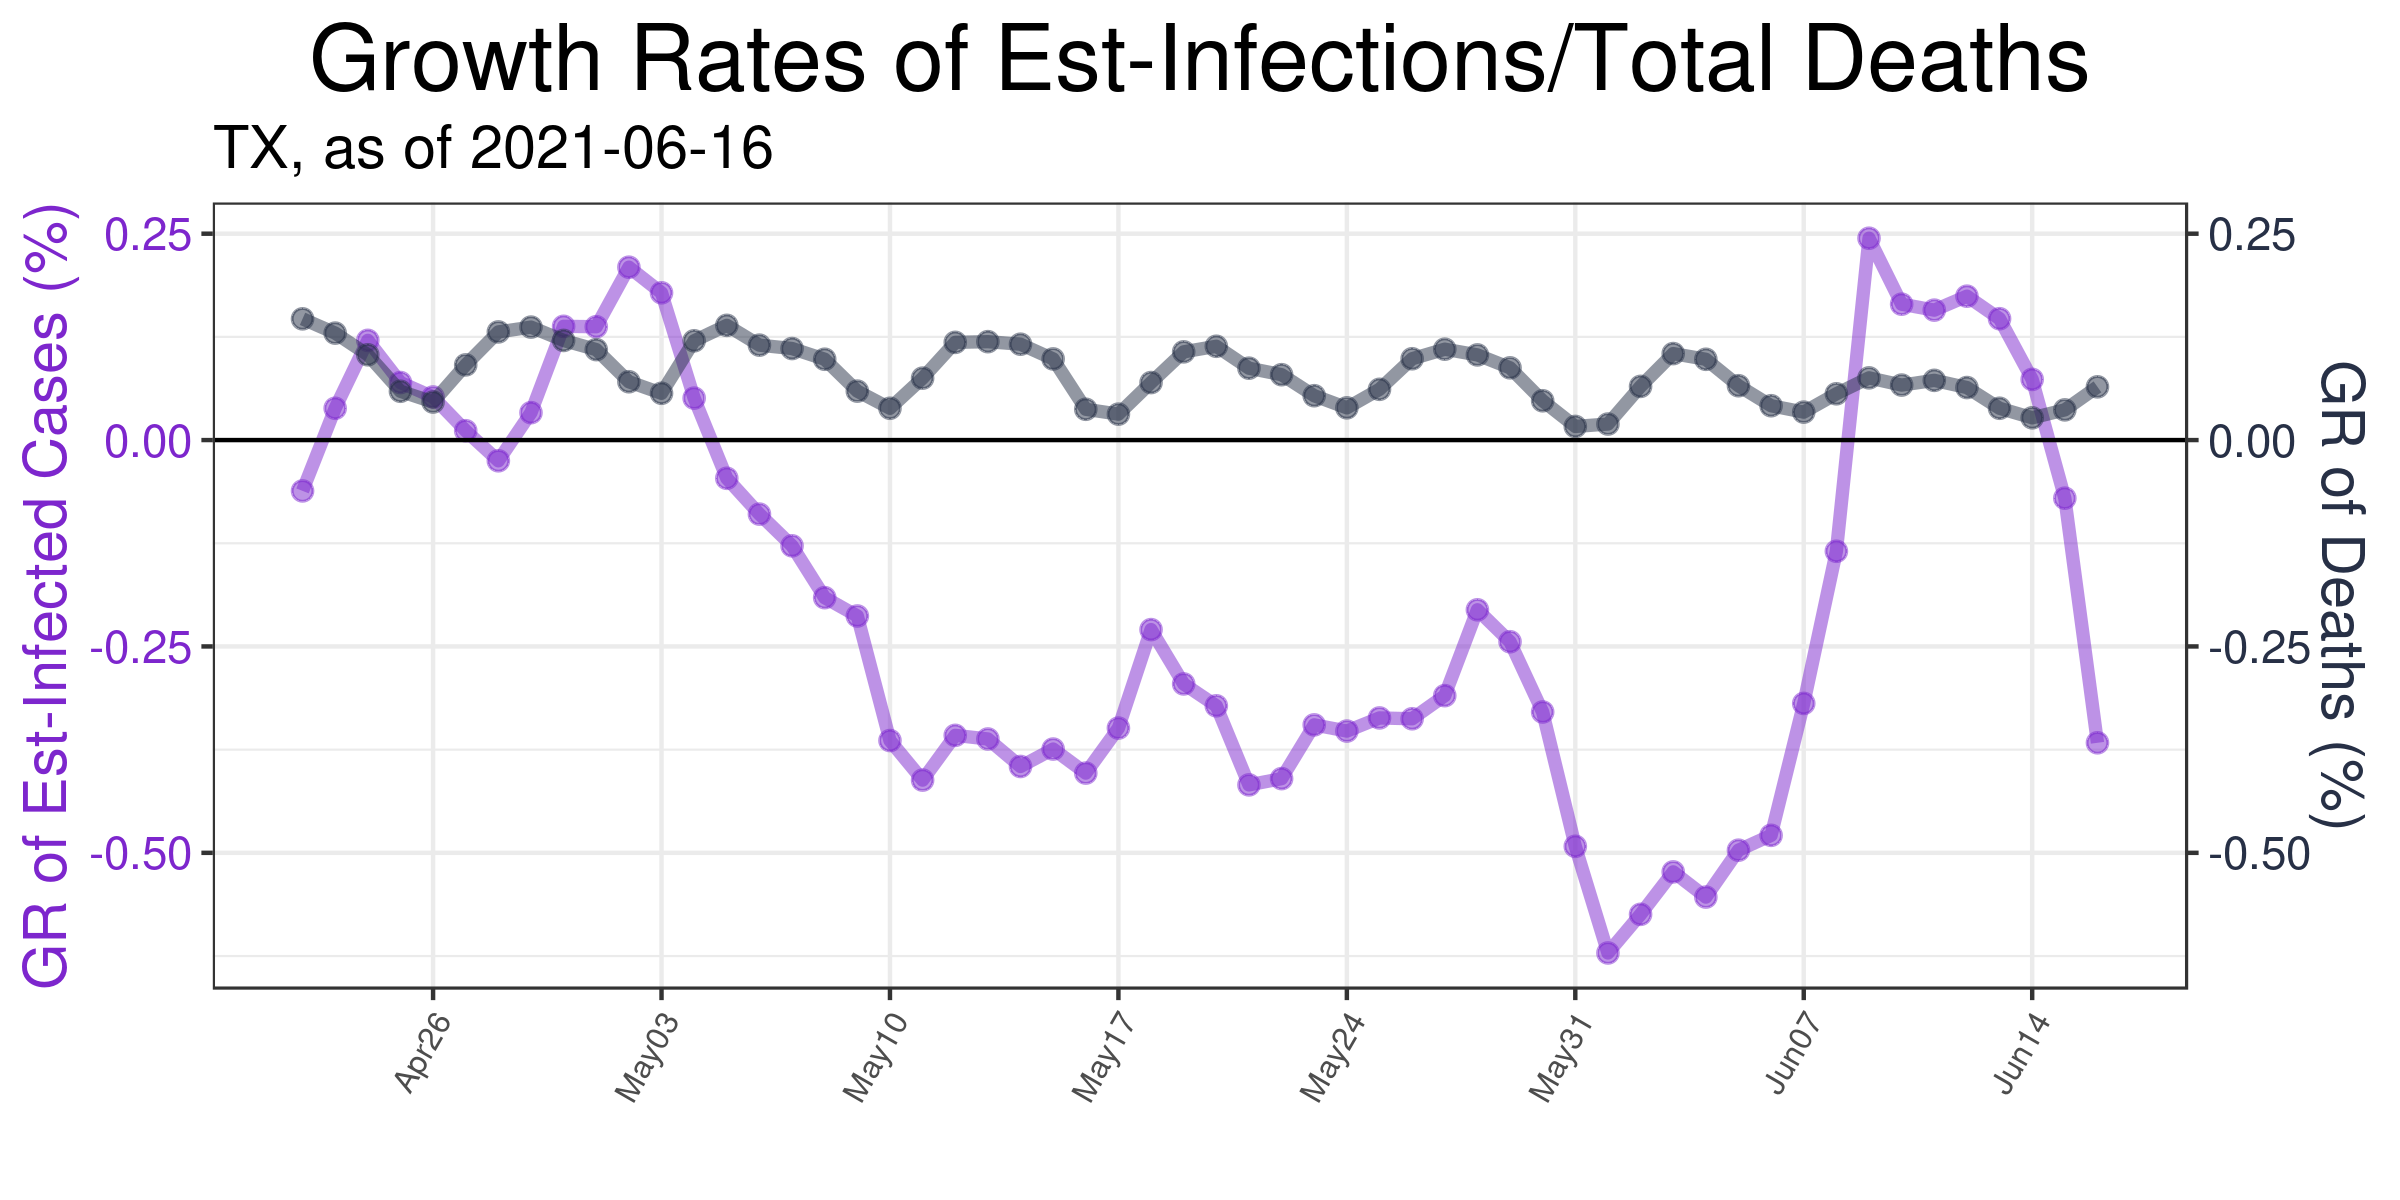 Growth Rates of Est-Infections/Total Deaths
TX, as of 2021-06-16
GR of Est-Infected Cases (%)
0.25
0.00
-0.25
-0.50
0.25
0.00
-0.25
-0.50
GR of Deaths (%)
Apr26
May03
May10
May17
May24
May31
Jun07
Jun14